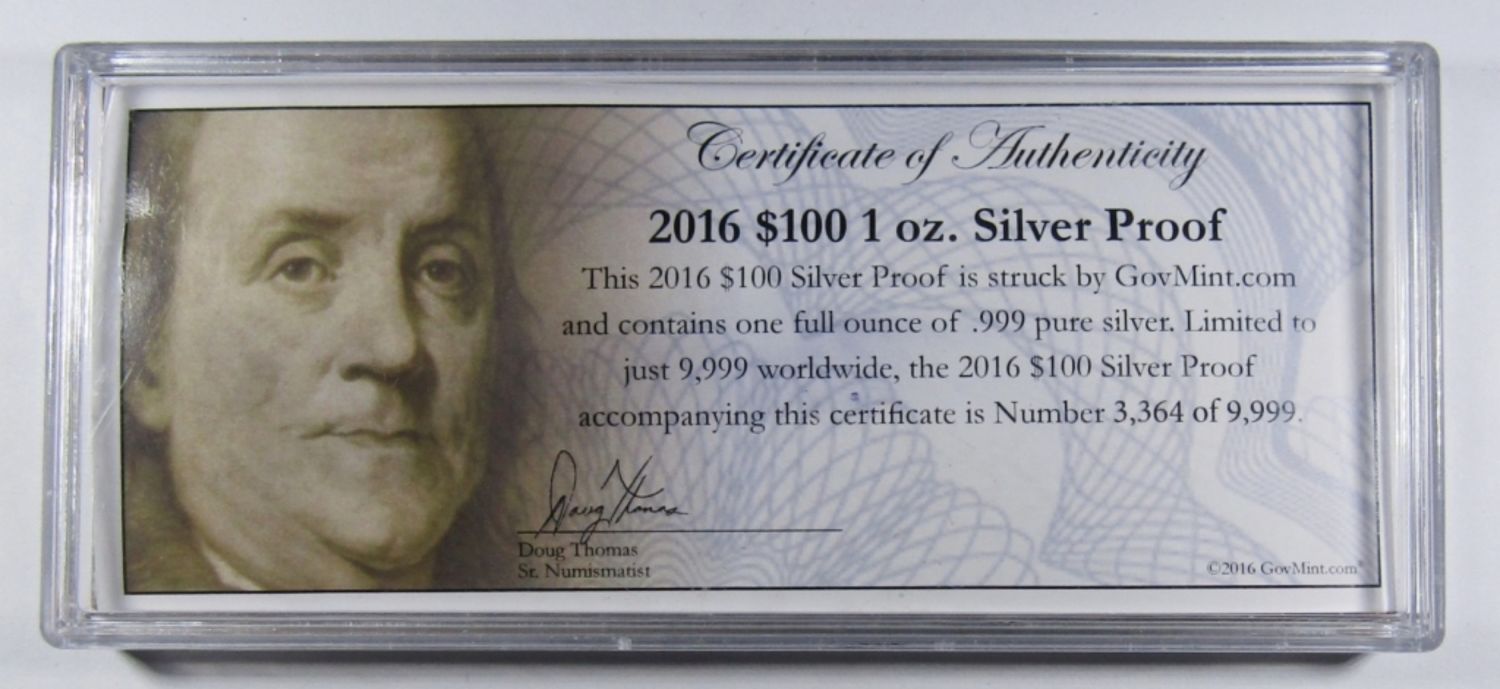 Certificate of Authenticity
2016 $100 1 oz. Silver Proof
This 2016 $100 Silver Proof is struck by GovMint.com
and contains one full ounce of .999 pure silver. Limited to
just 9,999 worldwide, the 2016 $100 Silver Proof
accompanying this certificate is Number 3,364 of 9,999.
Doug Thomas
Doug Thomas
Sr. Numismatist
©2016 GovMint.com®